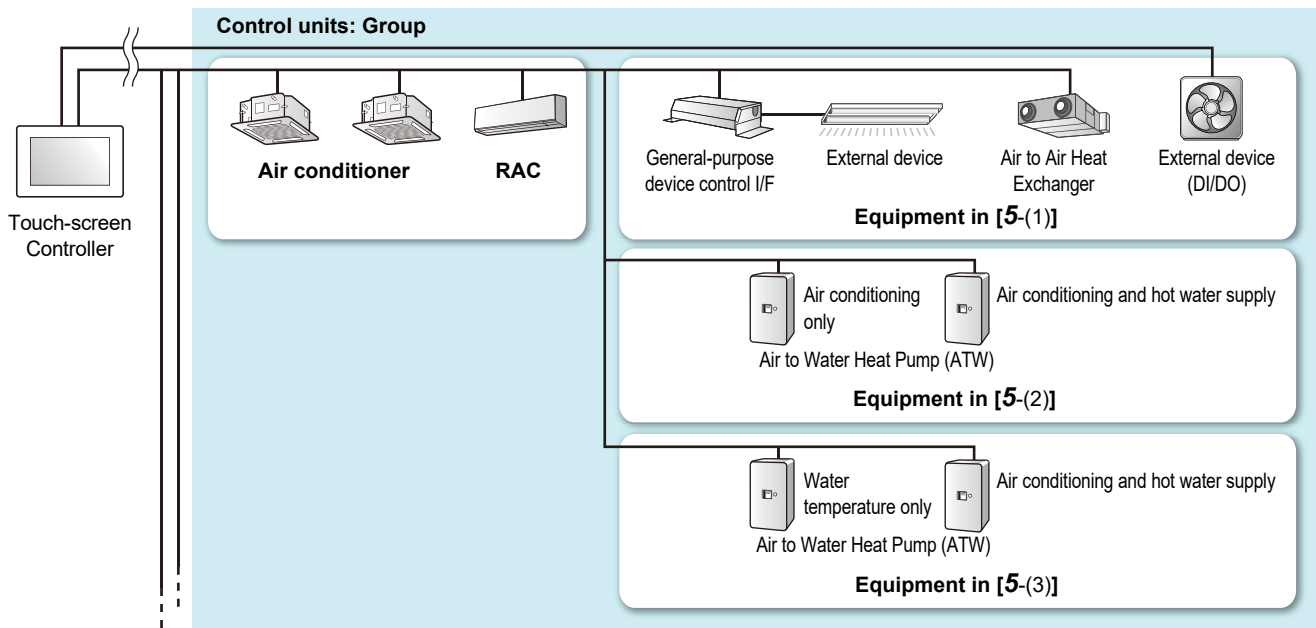 Control units: Group
Touch-screen
Controller
Air conditioner
RAC
General-purpose
device control I/F
External device
Air to Air Heat
Exchanger
External device
(DI/DO)
Equipment in [5-(1)]
Air conditioning
only
Air conditioning and hot water supply
Air to Water Heat Pump (ATW)
Equipment in [5-(2)]
Water
temperature only
Air conditioning and hot water supply
Air to Water Heat Pump (ATW)
Equipment in [5-(3)]